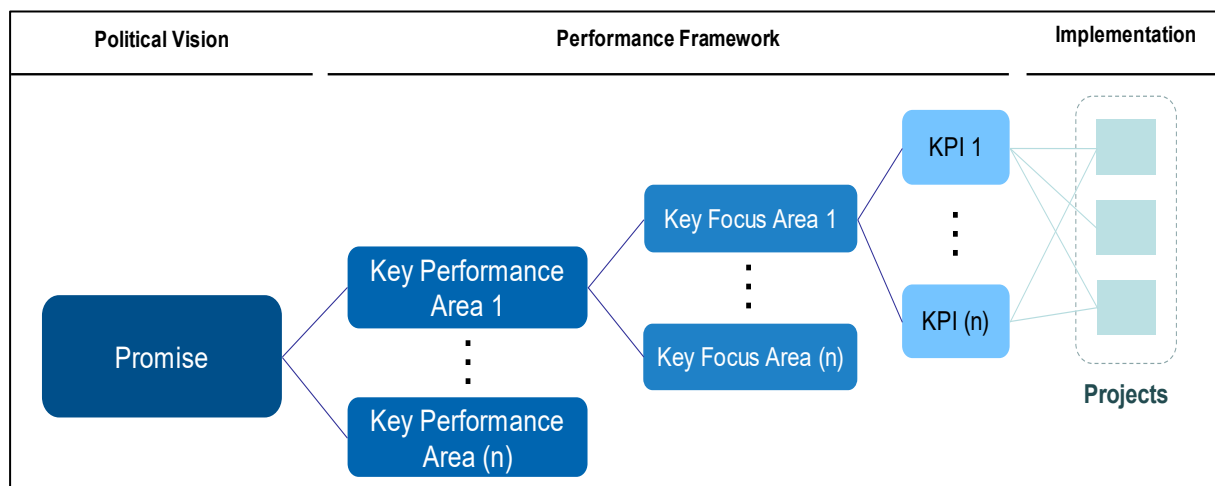 Political Vision
Performance Framework
Implementation
Promise
Key Performance
Area 1
Key Performance
Area (n)
Key Focus Area 1
Key Focus Area (n)
KPI 1
KPI (n)
Projects